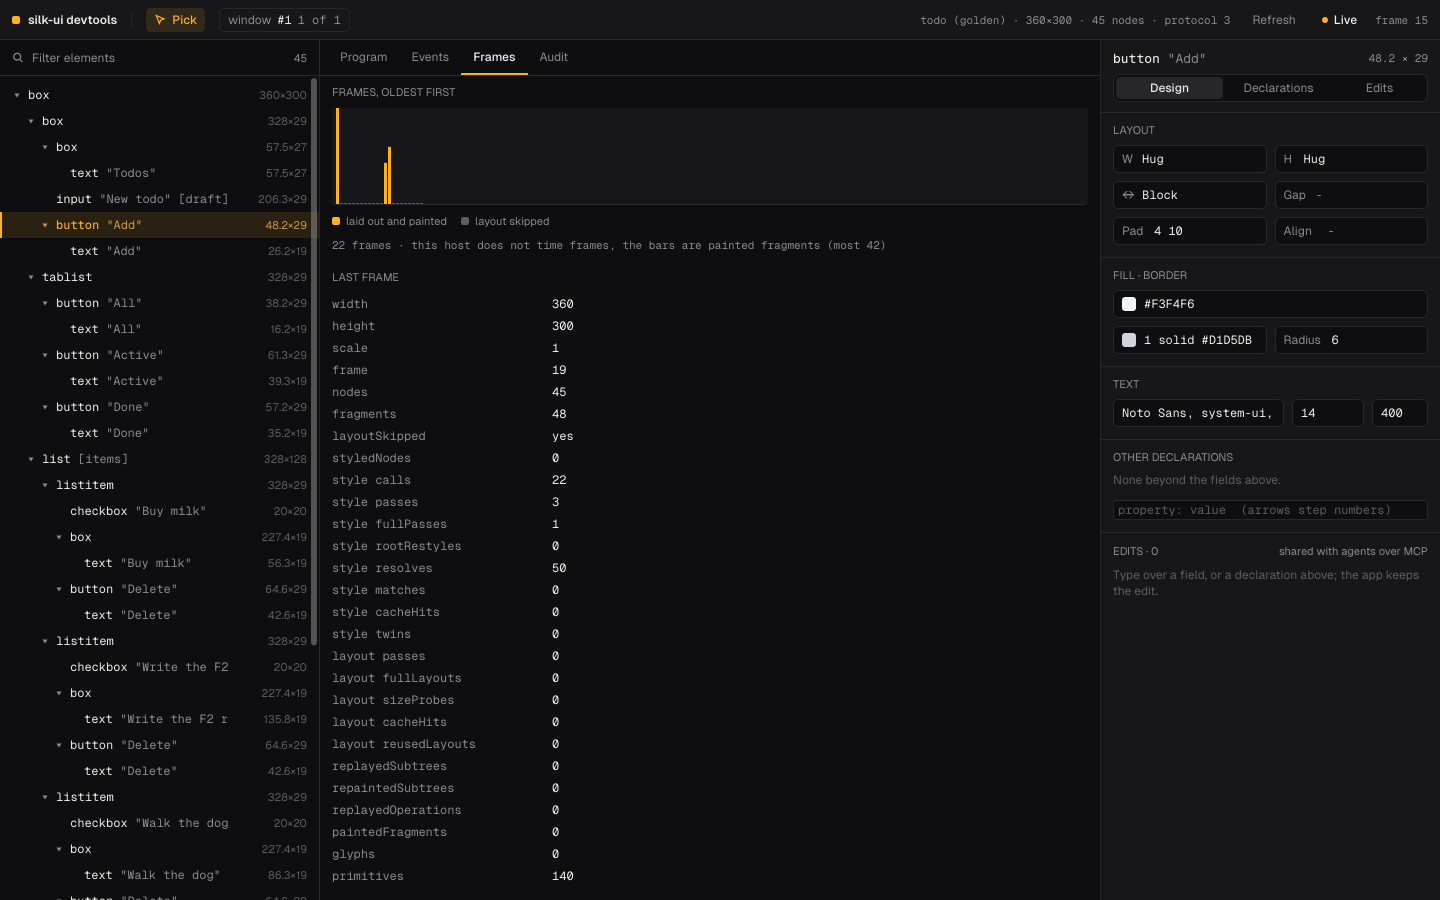 silk-ui devtools Pick window #1 1 of 1 todo (golden) · 360×300 · 45 nodes · protocol 3 Refresh Live frame 15
Filter elements 45
box 360×300
box 328×29
box 57.5×27
text "Todos" 57.5×27
input "New todo" [draft] 206.3×29
button "Add" 48.2×29
text "Add" 26.2×19
tablist 328×29
button "All" 38.2×29
text "All" 16.2×19
button "Active" 61.3×29
text "Active" 39.3×19
button "Done" 57.2×29
text "Done" 35.2×19
list [items] 328×128
listitem 328×29
checkbox "Buy milk" 20×20
box 227.4×19
text "Buy milk" 56.3×19
button "Delete" 64.6×29
text "Delete" 42.6×19
listitem 328×29
checkbox "Write the F2 20×20
box 227.4×19
text "Write the F2 r 135.8×19
button "Delete" 64.6×29
text "Delete" 42.6×19
listitem 328×29
checkbox "Walk the dog 20×20
box 227.4×19
text "Walk the dog" 86.3×19
button "Delete" 64.6×29
Program Events Frames Audit
FRAMES, OLDEST FIRST
laid out and painted layout skipped
22 frames · this host does not time frames, the bars are painted fragments (most 42)
LAST FRAME
width 360
height 300
scale 1
frame 19
nodes 45
fragments 48
layoutSkipped yes
styledNodes 0
style calls 22
style passes 3
style fullPasses 1
style rootRestyles 0
style resolves 50
style matches 0
style cacheHits 0
style twins 0
layout passes 0
layout fullLayouts 0
layout sizeProbes 0
layout cacheHits 0
layout reusedLayouts 0
replayedSubtrees 0
repaintedSubtrees 0
replayedOperations 0
paintedFragments 0
glyphs 0
primitives 140
button "Add" 48.2 × 29
Design Declarations Edits
LAYOUT
W Hug H Hug
Block Gap -
Pad 4 10 Align -
FILL · BORDER
#F3F4F6
1 solid #D1D5DB Radius 6
TEXT
Noto Sans, system-ui, 14 400
OTHER DECLARATIONS
None beyond the fields above.
property: value (arrows step numbers)
EDITS · 0 shared with agents over MCP
Type over a field, or a declaration above; the app keeps
the edit.